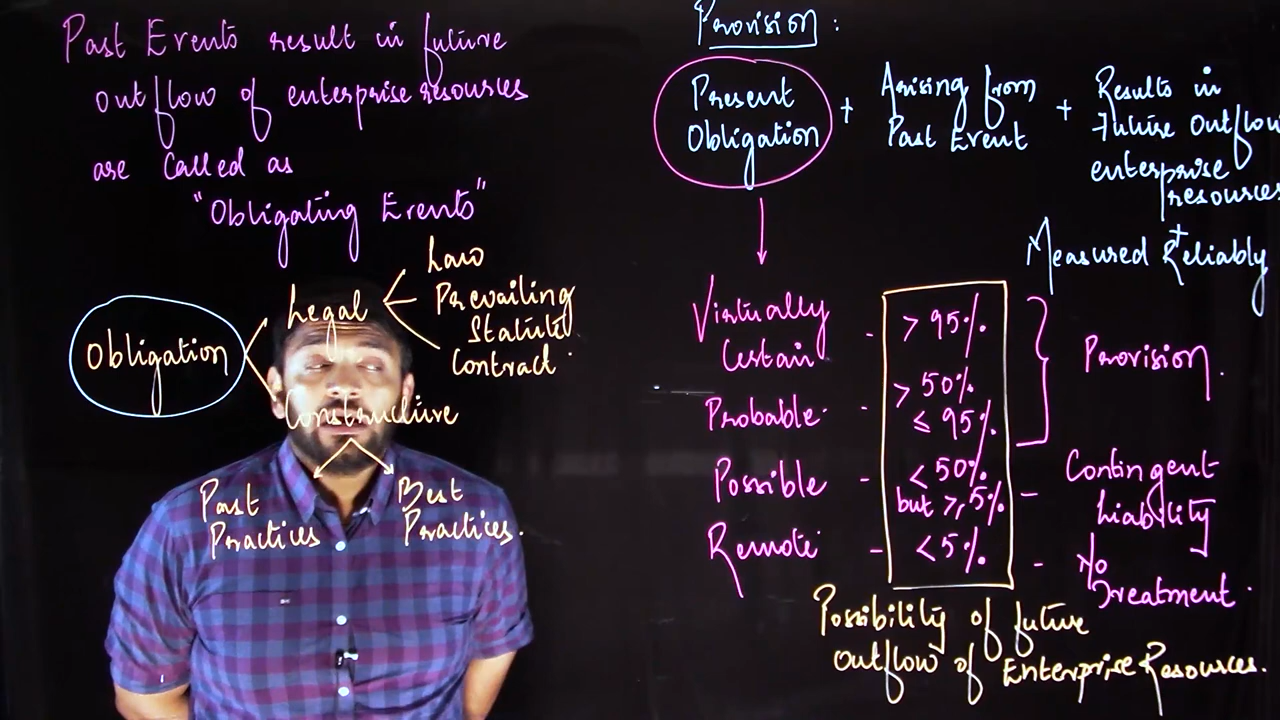 Past Events result in future
outflow of enterprise resources
are called as
"Obligating Events"
Obligation
Legal
Law
Prevailing
Statute
Contract.
Constructive
Past
Practices
Best
Practices.
Provision:
Present
Obligation
+
Arising from
Past Event
+
Results in
Future Outflow
enterprise
resources
+
Measured Reliably
Virtually
Certain
- > 95%
Probable - > 50%
≤ 95%
Provision.
Possible - < 50%
but >, 5% - Contingent
Liability
Remote - < 5% - No
Treatment.
Possibility of future
outflow of Enterprise Resources.